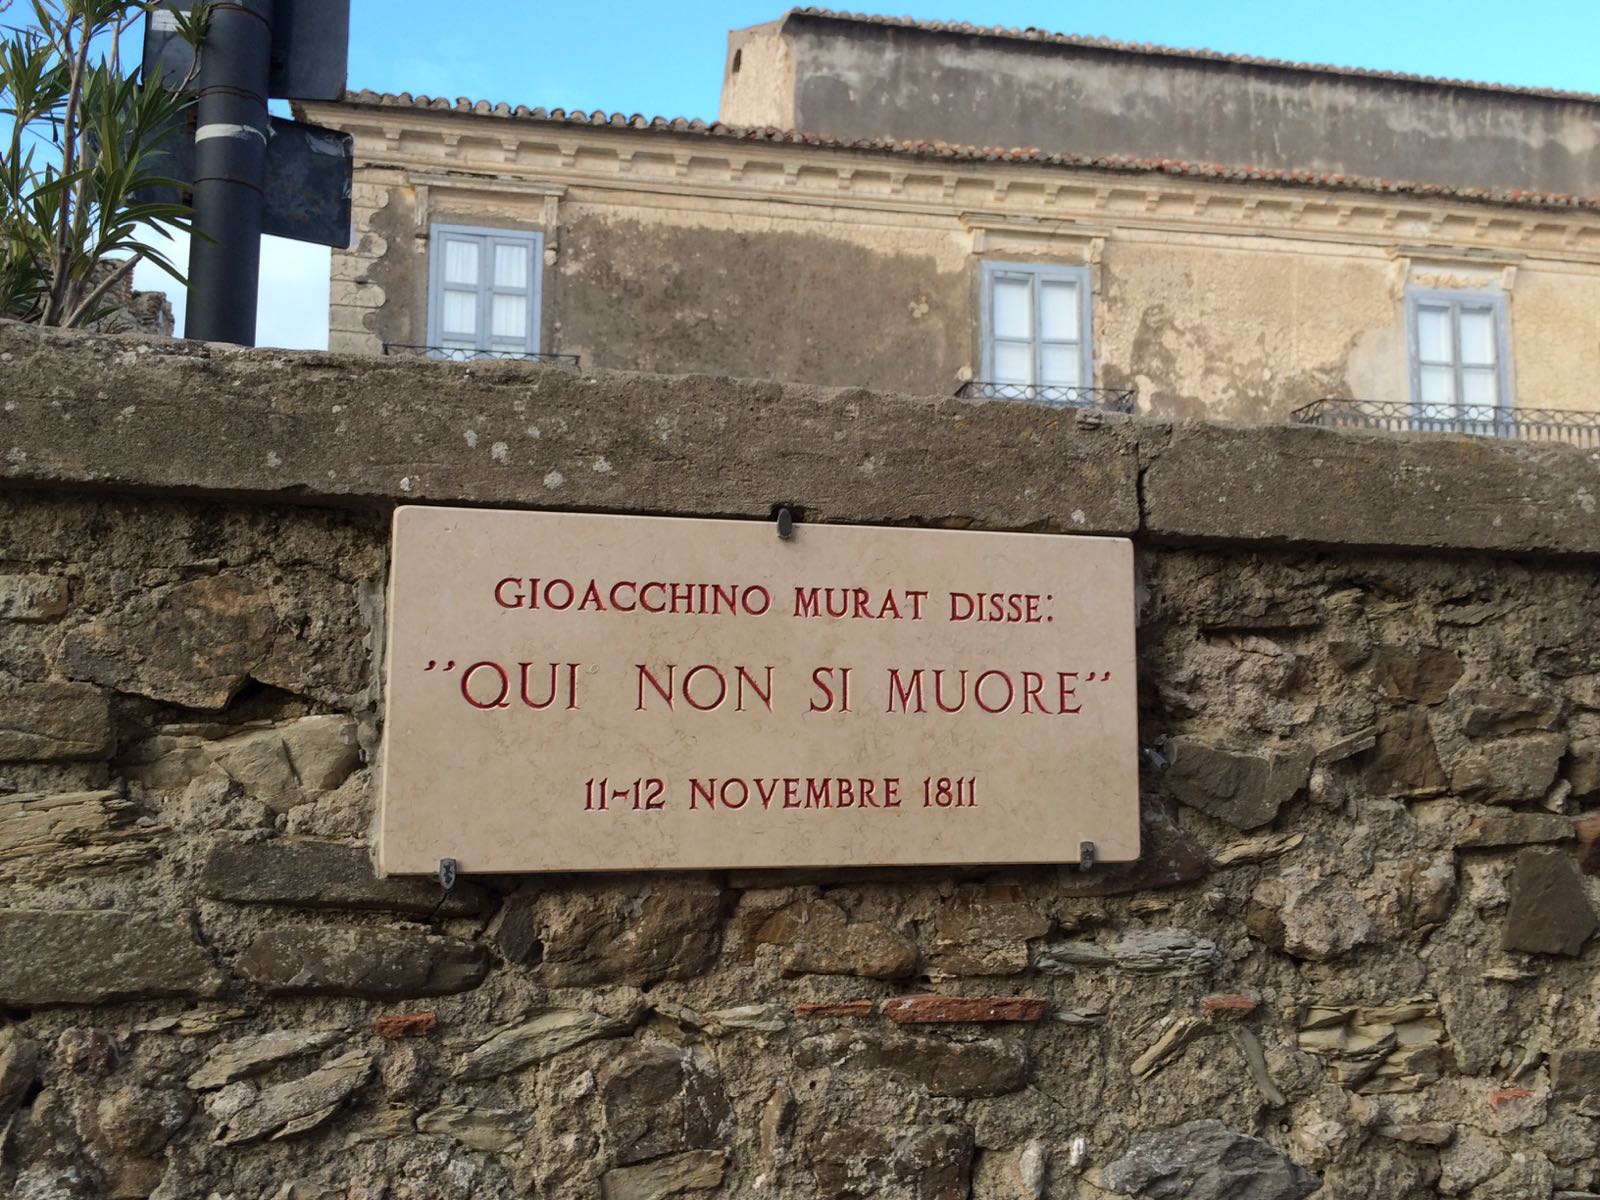 GIOACCHINO MURAT DISSE:
''QUI NON SI MUORE''
11-12 NOVEMBRE 1811